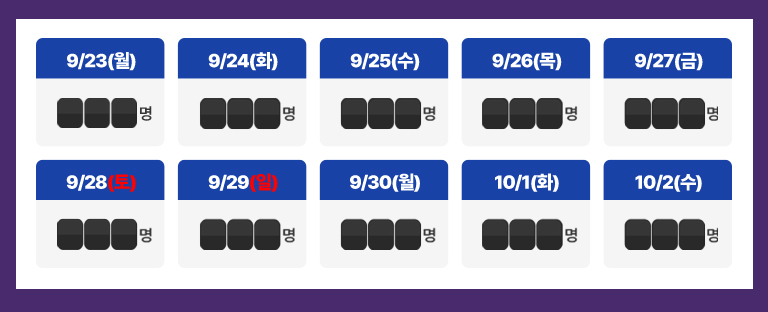 9/23(월) 9/24(화) 9/25(수) 9/26(목) 9/27(금)
명 명 명 명 명
9/28(토) 9/29(일) 9/30(월) 10/1(화) 10/2(수)
명 명 명 명 명